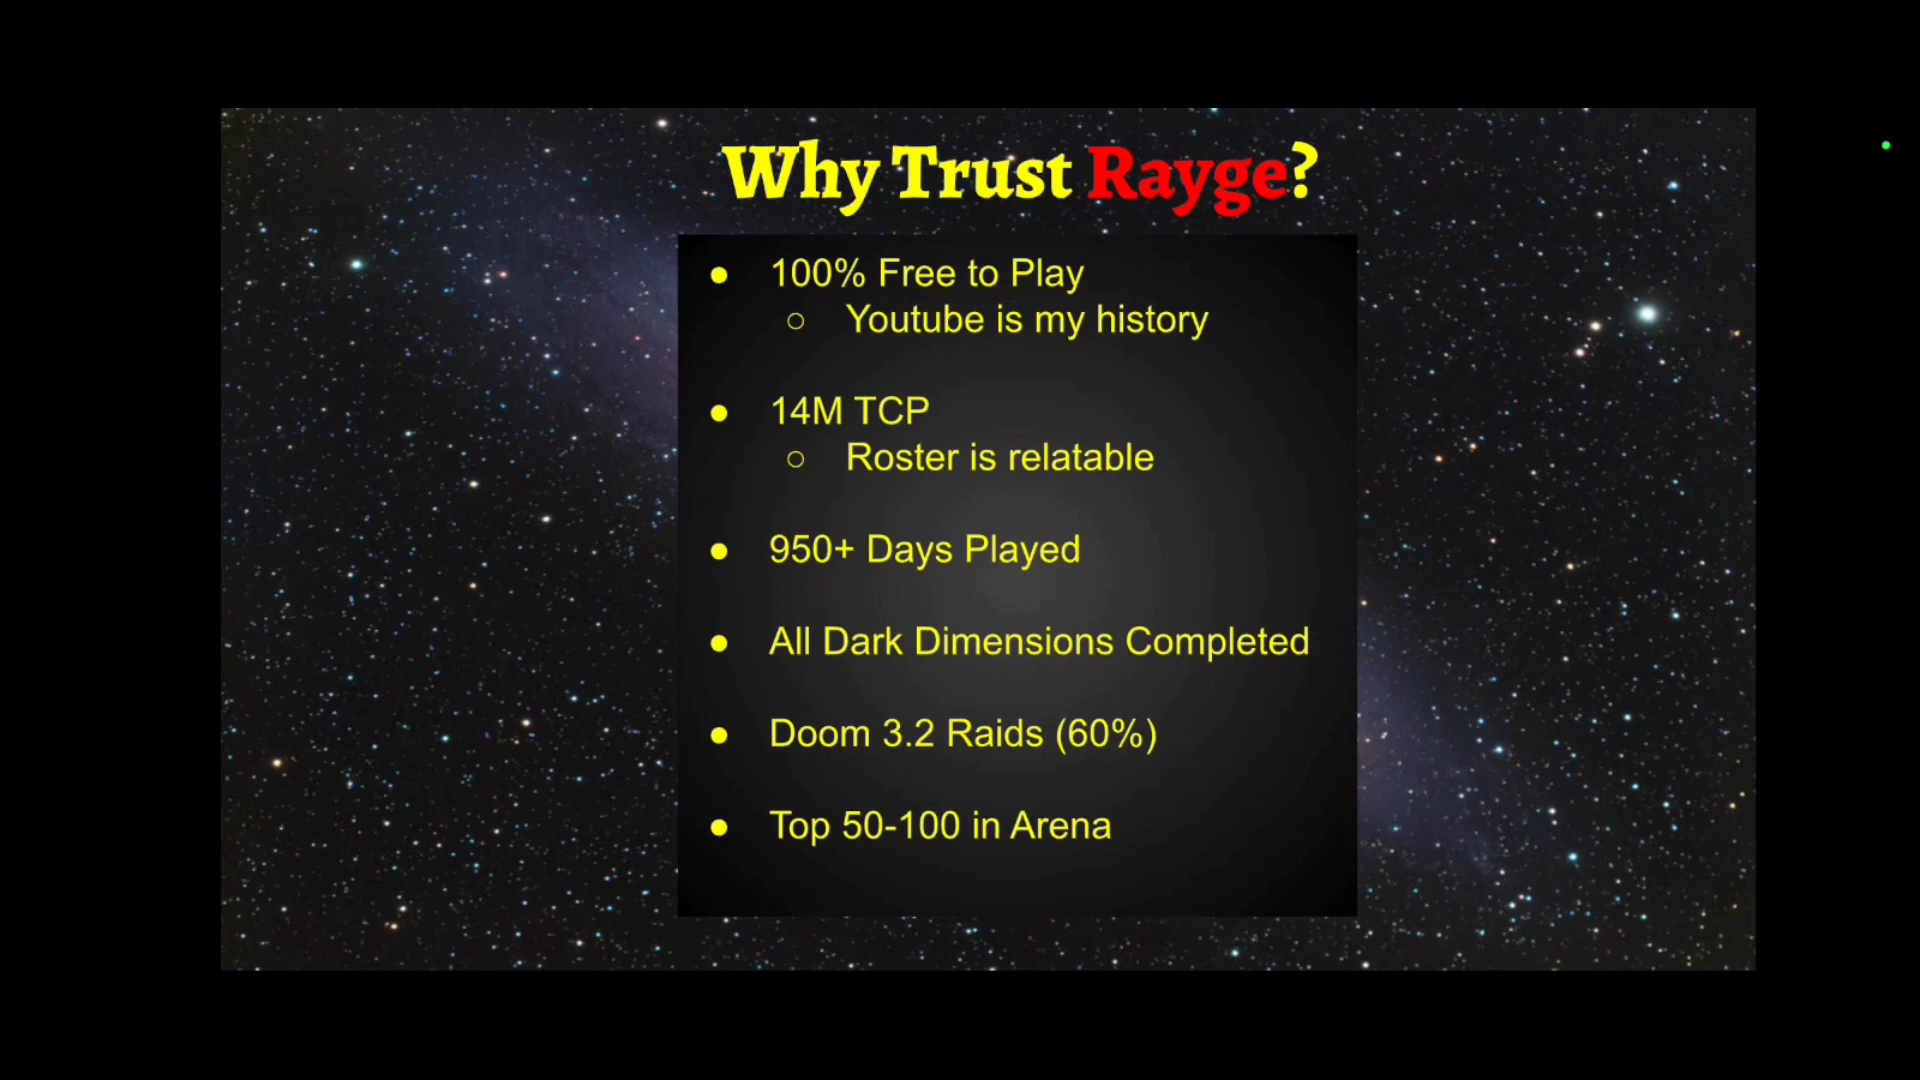 Why Trust Rayge?
● 100% Free to Play
○ Youtube is my history
● 14M TCP
○ Roster is relatable
● 950+ Days Played
● All Dark Dimensions Completed
● Doom 3.2 Raids (60%)
● Top 50-100 in Arena